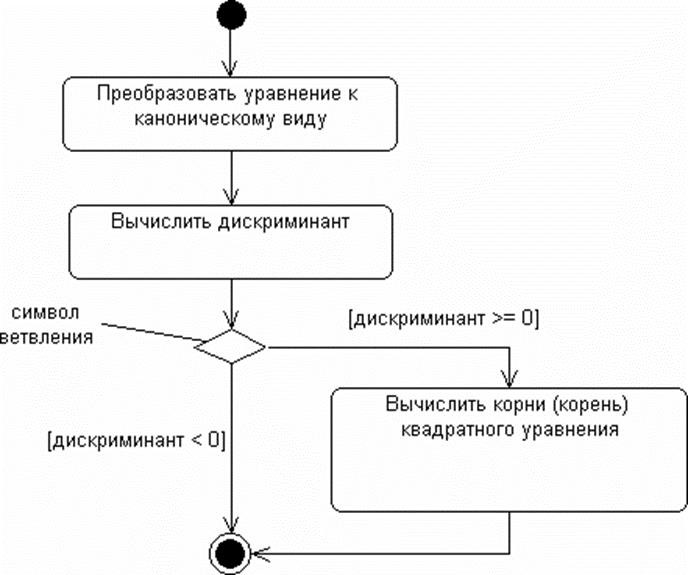 Преобразовать уравнение к
каноническому виду
Вычислить дискриминант
символ
ветвления
[дискриминант >= 0]
Вычислить корни (корень)
квадратного уравнения
[дискриминант < 0]